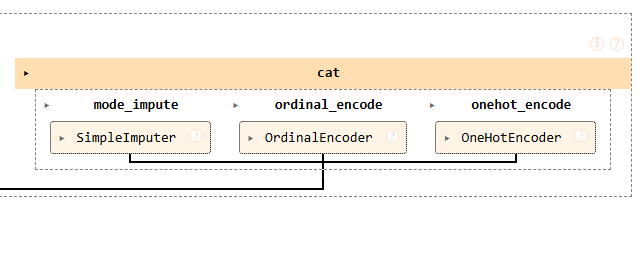 i ?
cat
mode_impute ordinal_encode onehot_encode
SimpleImputer ? OrdinalEncoder ? OneHotEncoder ?